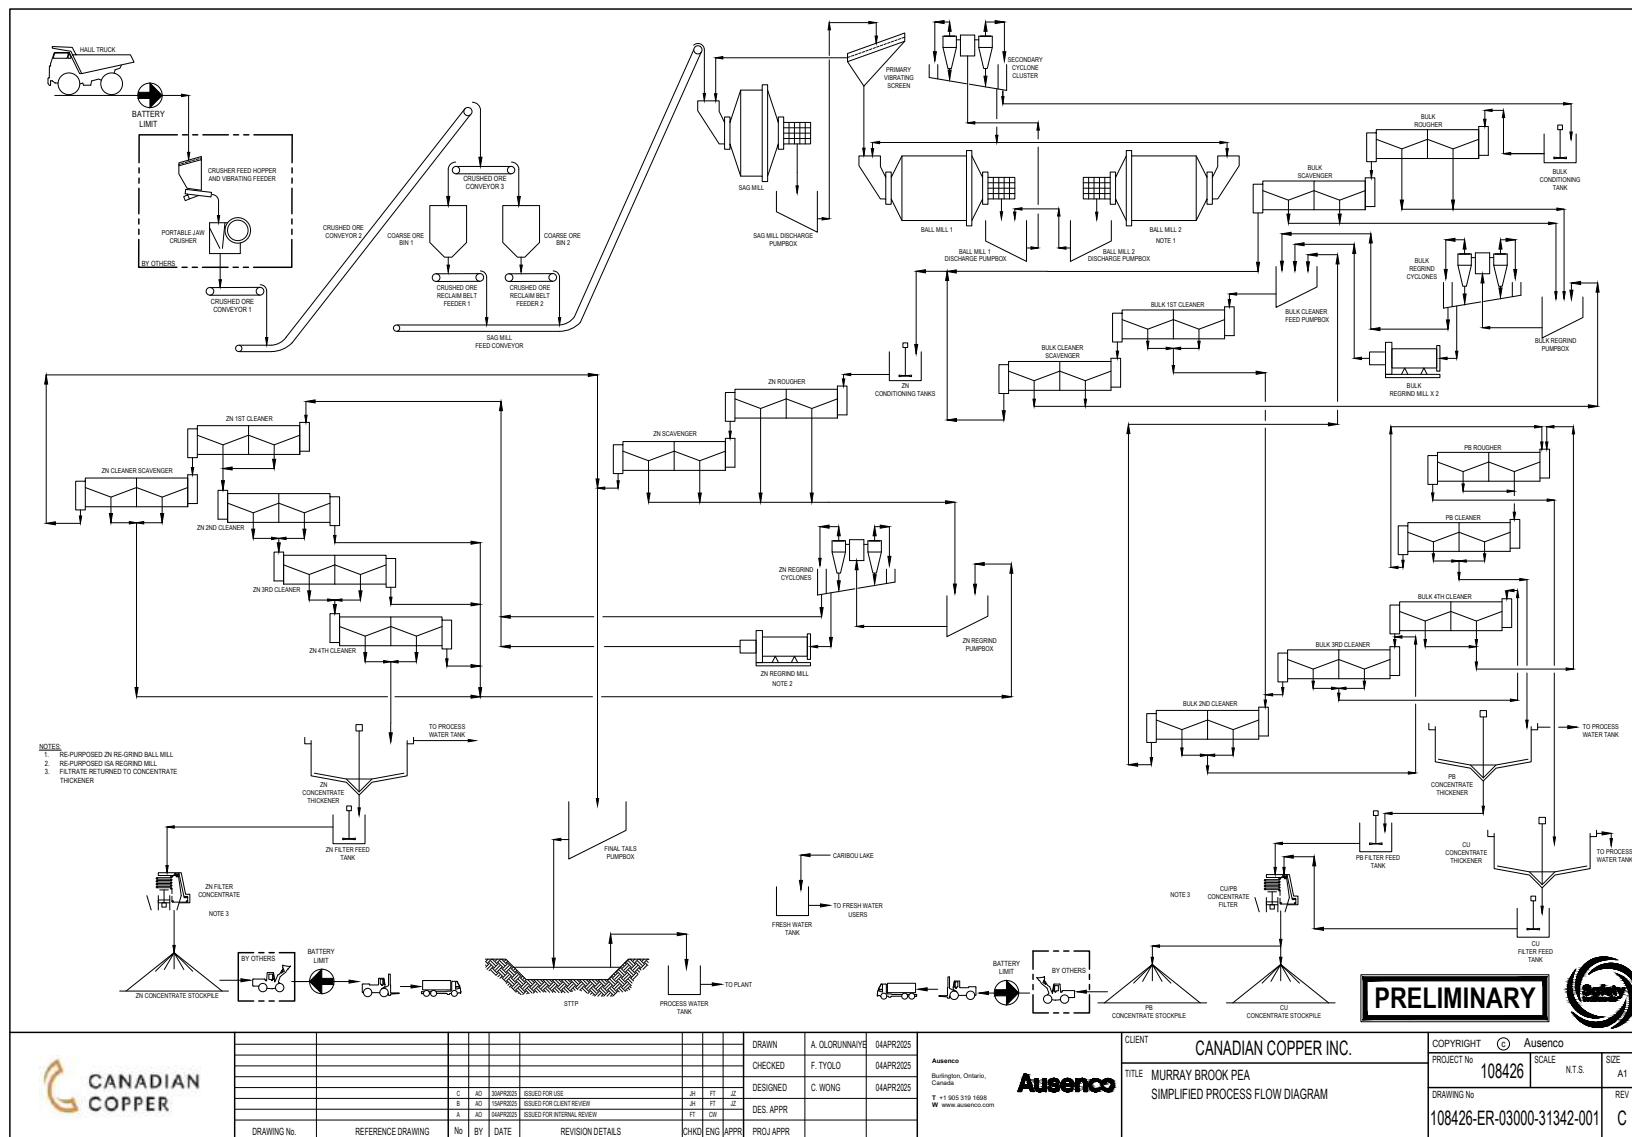 HAUL TRUCK
BATTERY
LIMIT
CRUSHER FEED HOPPER
AND VIBRATING FEEDER
PORTABLE JAW
CRUSHER
BY OTHERS
CRUSHED ORE
CONVEYOR 1
CRUSHED ORE
CONVEYOR 2
CRUSHED ORE
CONVEYOR 3
COARSE ORE
BIN 1
COARSE ORE
BIN 2
CRUSHED ORE
RECLAIM BELT
FEEDER 1
CRUSHED ORE
RECLAIM BELT
FEEDER 2
SAG MILL
FEED CONVEYOR
SAG MILL
SAG MILL DISCHARGE
PUMPBOX
PRIMARY
VIBRATING
SCREEN
SECONDARY
CYCLONE
CLUSTER
BALL MILL 1
BALL MILL 1
DISCHARGE PUMPBOX
BALL MILL 2
NOTE 1
BALL MILL 2
DISCHARGE PUMPBOX
BULK
ROUGHER
BULK
SCAVENGER
BULK
CONDITIONING
TANK
BULK
REGRIND
CYCLONES
BULK REGRIND
PUMPBOX
BULK
REGRIND MILL X 2
BULK CLEANER
FEED PUMPBOX
BULK 1ST CLEANER
BULK CLEANER
SCAVENGER
ZN
CONDITIONING TANKS
ZN ROUGHER
ZN SCAVENGER
ZN 1ST CLEANER
ZN CLEANER SCAVENGER
ZN 2ND CLEANER
ZN 3RD CLEANER
ZN 4TH CLEANER
ZN REGRIND
CYCLONES
ZN REGRIND
PUMPBOX
ZN REGRIND MILL
NOTE 2
PB ROUGHER
PB CLEANER
BULK 4TH CLEANER
BULK 3RD CLEANER
BULK 2ND CLEANER
NOTES:
1. RE-PURPOSED ZN RE-GRIND BALL MILL
2. RE-PURPOSED ISA REGRIND MILL
3. FILTRATE RETURNED TO CONCENTRATE
THICKENER
TO PROCESS
WATER TANK
ZN
CONCENTRATE
THICKENER
ZN FILTER FEED
TANK
ZN FILTER
CONCENTRATE
NOTE 3
ZN CONCENTRATE STOCKPILE
BY OTHERS
BATTERY
LIMIT
FINAL TAILS
PUMPBOX
STTP
PROCESS WATER
TANK
TO PLANT
CARIBOU LAKE
TO FRESH WATER
USERS
FRESH WATER
TANK
TO PROCESS
WATER TANK
PB
CONCENTRATE
THICKENER
PB FILTER FEED
TANK
CU
CONCENTRATE
THICKENER
TO PROCESS
WATER TANK
CU
FILTER FEED
TANK
NOTE 3
CU/PB
CONCENTRATE
FILTER
BATTERY
LIMIT
BY OTHERS
PB
CONCENTRATE STOCKPILE
CU
CONCENTRATE STOCKPILE
PRELIMINARY
Safety
CANADIAN
COPPER
DRAWING No.
REFERENCE DRAWING
C AO 30APR2025 ISSUED FOR USE JH FT JZ
B AO 15APR2025 ISSUED FOR CLIENT REVIEW JH FT JZ
A AO 04APR2025 ISSUED FOR INTERNAL REVIEW FT CW
No BY DATE REVISION DETAILS CHKD ENG APPR
DRAWN A. OLORUNNAIYE 04APR2025
CHECKED F. TYOLO 04APR2025
DESIGNED C. WONG 04APR2025
DES. APPR
PROJ APPR
Ausenco
Burlington, Ontario,
Canada
T +1 905 319 1698
W www.ausenco.com
Ausenco
CLIENT
CANADIAN COPPER INC.
TITLE
MURRAY BROOK PEA
SIMPLIFIED PROCESS FLOW DIAGRAM
COPYRIGHT C Ausenco
PROJECT No
108426
SCALE
N.T.S.
SIZE
A1
DRAWING No
108426-ER-03000-31342-001
REV
C